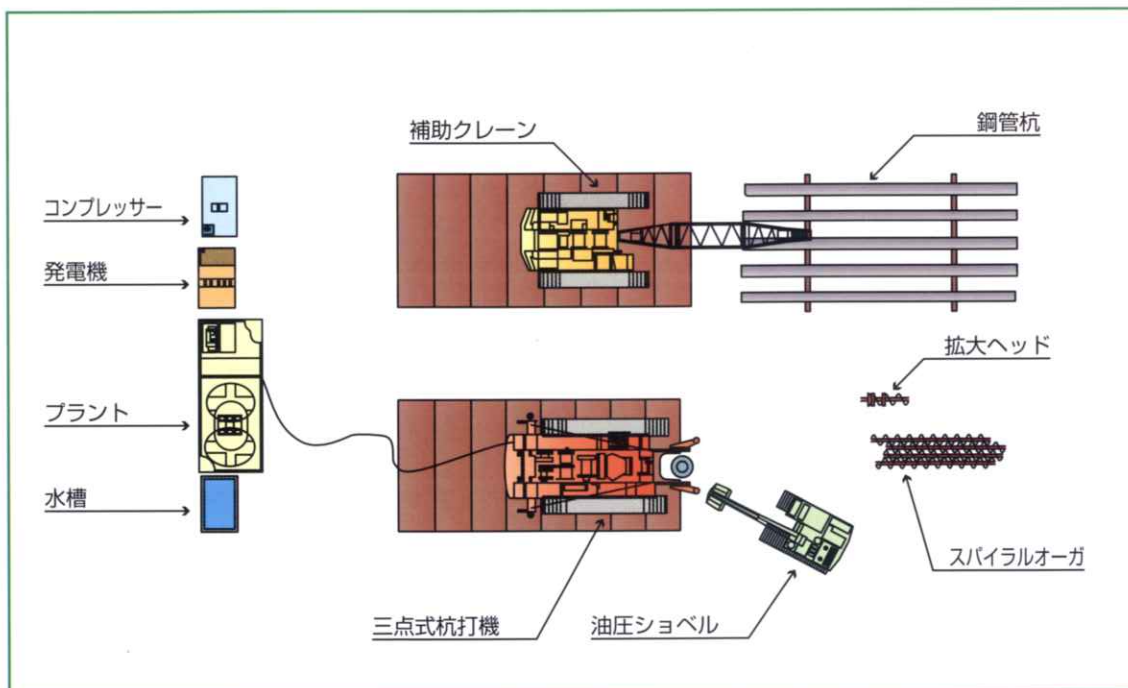 補助クレーン
鋼管杭
コンプレッサー
発電機
拡大ヘッド
プラント
水槽
スパイラルオーガ
三点式杭打機
油圧ショベル